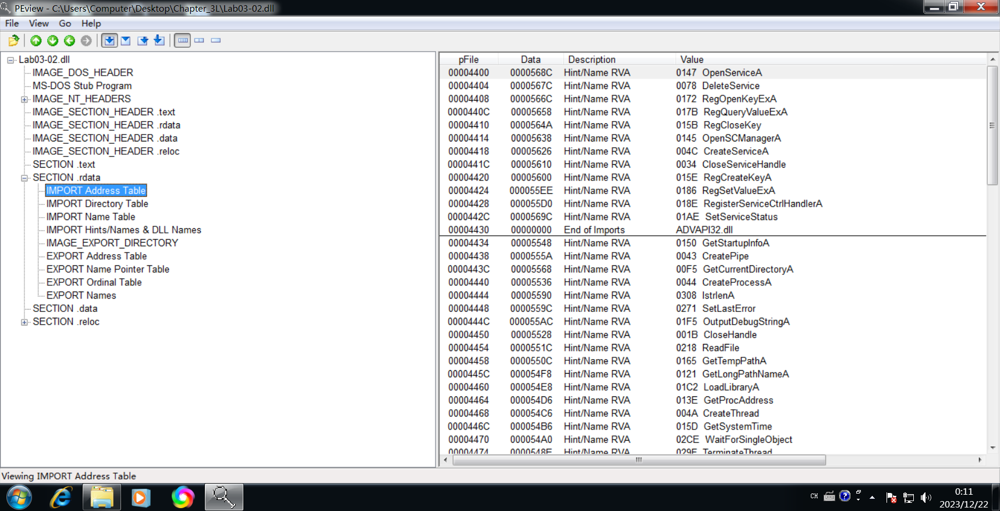 PEview - C:\Users\Computer\Desktop\Chapter_3L\Lab03-02.dll
File View Go Help
Lab03-02.dll
IMAGE_DOS_HEADER
MS-DOS Stub Program
IMAGE_NT_HEADERS
IMAGE_SECTION_HEADER .text
IMAGE_SECTION_HEADER .rdata
IMAGE_SECTION_HEADER .data
IMAGE_SECTION_HEADER .reloc
SECTION .text
SECTION .rdata
IMPORT Address Table
IMPORT Directory Table
IMPORT Name Table
IMPORT Hints/Names & DLL Names
IMAGE_EXPORT_DIRECTORY
EXPORT Address Table
EXPORT Name Pointer Table
EXPORT Ordinal Table
EXPORT Names
SECTION .data
SECTION .reloc
pFile Data Description Value
00004400 0000568C Hint/Name RVA 0147 OpenServiceA
00004404 0000567C Hint/Name RVA 0078 DeleteService
00004408 0000566C Hint/Name RVA 0172 RegOpenKeyExA
0000440C 00005658 Hint/Name RVA 017B RegQueryValueExA
00004410 0000564A Hint/Name RVA 015B RegCloseKey
00004414 00005638 Hint/Name RVA 0145 OpenSCManagerA
00004418 00005626 Hint/Name RVA 004C CreateServiceA
0000441C 00005610 Hint/Name RVA 0034 CloseServiceHandle
00004420 00005600 Hint/Name RVA 015E RegCreateKeyA
00004424 000055EE Hint/Name RVA 0186 RegSetValueExA
00004428 000055D0 Hint/Name RVA 018E RegisterServiceCtrlHandlerA
0000442C 0000569C Hint/Name RVA 01AE SetServiceStatus
00004430 00000000 End of Imports ADVAPI32.dll
00004434 00005548 Hint/Name RVA 0150 GetStartupInfoA
00004438 0000555A Hint/Name RVA 0043 CreatePipe
0000443C 00005568 Hint/Name RVA 00F5 GetCurrentDirectoryA
00004440 00005536 Hint/Name RVA 0044 CreateProcessA
00004444 00005590 Hint/Name RVA 0308 lstrlenA
00004448 0000559C Hint/Name RVA 0271 SetLastError
0000444C 000055AC Hint/Name RVA 01F5 OutputDebugStringA
00004450 00005528 Hint/Name RVA 001B CloseHandle
00004454 0000551C Hint/Name RVA 0218 ReadFile
00004458 0000550C Hint/Name RVA 0165 GetTempPathA
0000445C 000054F8 Hint/Name RVA 0121 GetLongPathNameA
00004460 000054E8 Hint/Name RVA 01C2 LoadLibraryA
00004464 000054D6 Hint/Name RVA 013E GetProcAddress
00004468 000054C6 Hint/Name RVA 004A CreateThread
0000446C 000054B6 Hint/Name RVA 015D GetSystemTime
00004470 000054A0 Hint/Name RVA 02CE WaitForSingleObject
00004474 0000548E Hint/Name RVA 029E TerminateThread
Viewing IMPORT Address Table
CH
0:11
2023/12/22